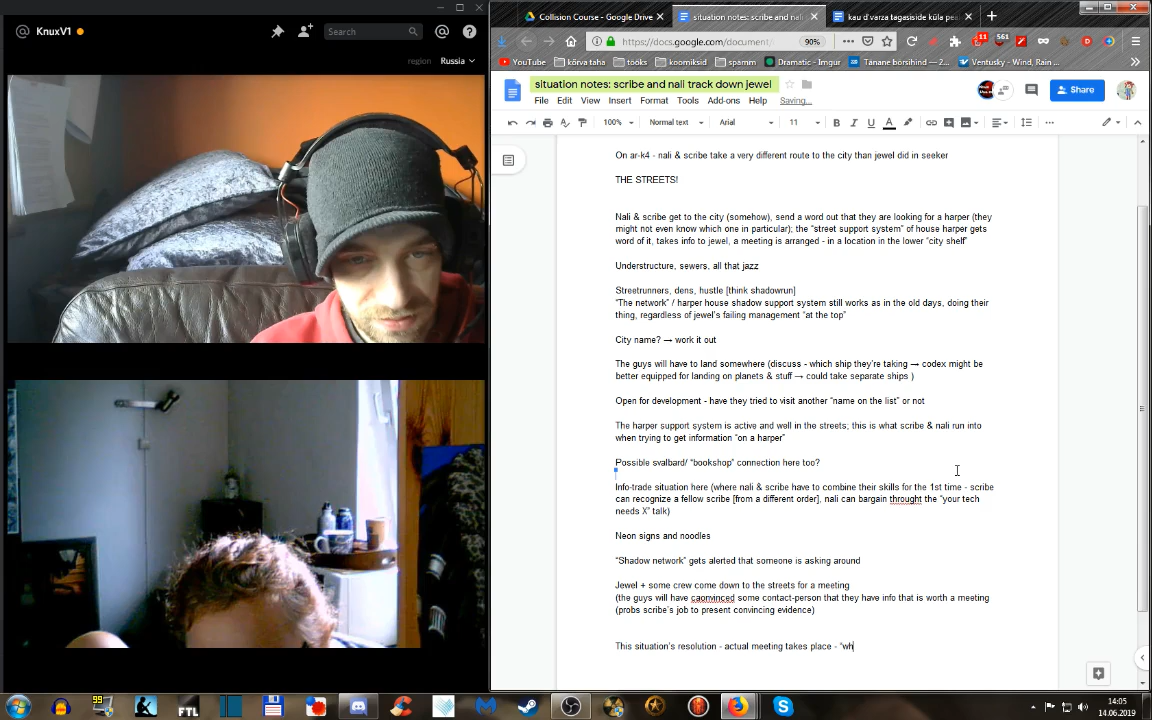 KnuxV1
Search
region Russia
Collision Course - Google Drive
situation notes: scribe and nali
kau d'varza tagasiside küla pea
https://docs.google.com/document/
90%
11
561
YouTube
kõrva taha
tööks
koomiksid
spämm
Dramatic - Imgur
Tänane börsihind — 2...
Ventusky - Wind, Rain ...
situation notes: scribe and nali track down jewel
File Edit View Insert Format Tools Add-ons Help Saving...
Share
100% Normal text Arial 11
On ar-k4 - nali & scribe take a very different route to the city than jewel did in seeker
THE STREETS!
Nali & scribe get to the city (somehow), send a word out that they are looking for a harper (they
might not even know which one in particular); the “street support system” of house harper gets
word of it, takes info to jewel, a meeting is arranged - in a location in the lower “city shelf”
Understructure, sewers, all that jazz
Streetrunners, dens, hustle [think shadowrun]
“The network” / harper house shadow support system still works as in the old days, doing their
thing, regardless of jewel’s failing management “at the top”
City name? → work it out
The guys will have to land somewhere (discuss - which ship they’re taking → codex might be
better equipped for landing on planets & stuff → could take separate ships )
Open for development - have they tried to visit another “name on the list” or not
The harper support system is active and well in the streets; this is what scribe & nali run into
when trying to get information “on a harper”
Possible svalbard/ “bookshop” connection here too?
Info-trade situation here (where nali & scribe have to combine their skills for the 1st time - scribe
can recognize a fellow scribe [from a different order], nali can bargain throught the “your tech
needs X” talk)
Neon signs and noodles
“Shadow network” gets alerted that someone is asking around
Jewel + some crew come down to the streets for a meeting
(the guys will have caonvinced some contact-person that they have info that is worth a meeting
(probs scribe’s job to present convincing evidence)
This situation’s resolution - actual meeting takes place - “wh
99
FTL
14:05
14.06.2019